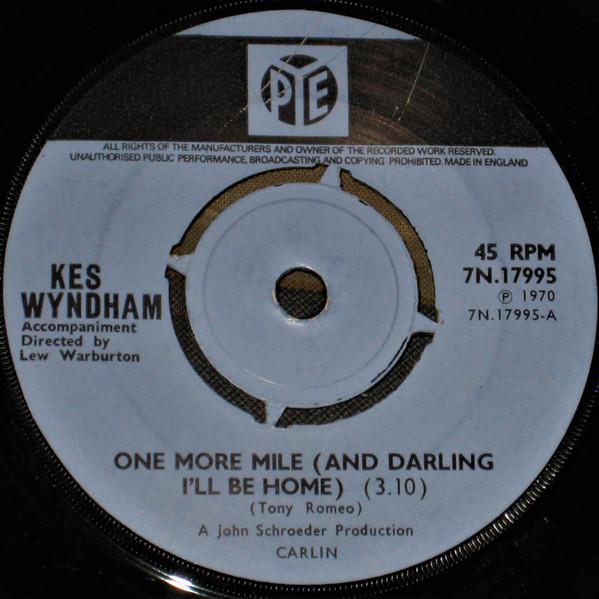 PYE
ALL RIGHTS OF THE MANUFACTURERS AND OWNER OF THE RECORDED WORK RESERVED.
UNAUTHORISED PUBLIC PERFORMANCE, BROADCASTING AND COPYING PROHIBITED. MADE IN ENGLAND
KES
WYNDHAM
Accompaniment
Directed by
Lew Warburton
45 RPM
7N.17995
℗ 1970
7N.17995-A
ONE MORE MILE (AND DARLING
I'LL BE HOME) (3.10)
(Tony Romeo)
A John Schroeder Production
CARLIN